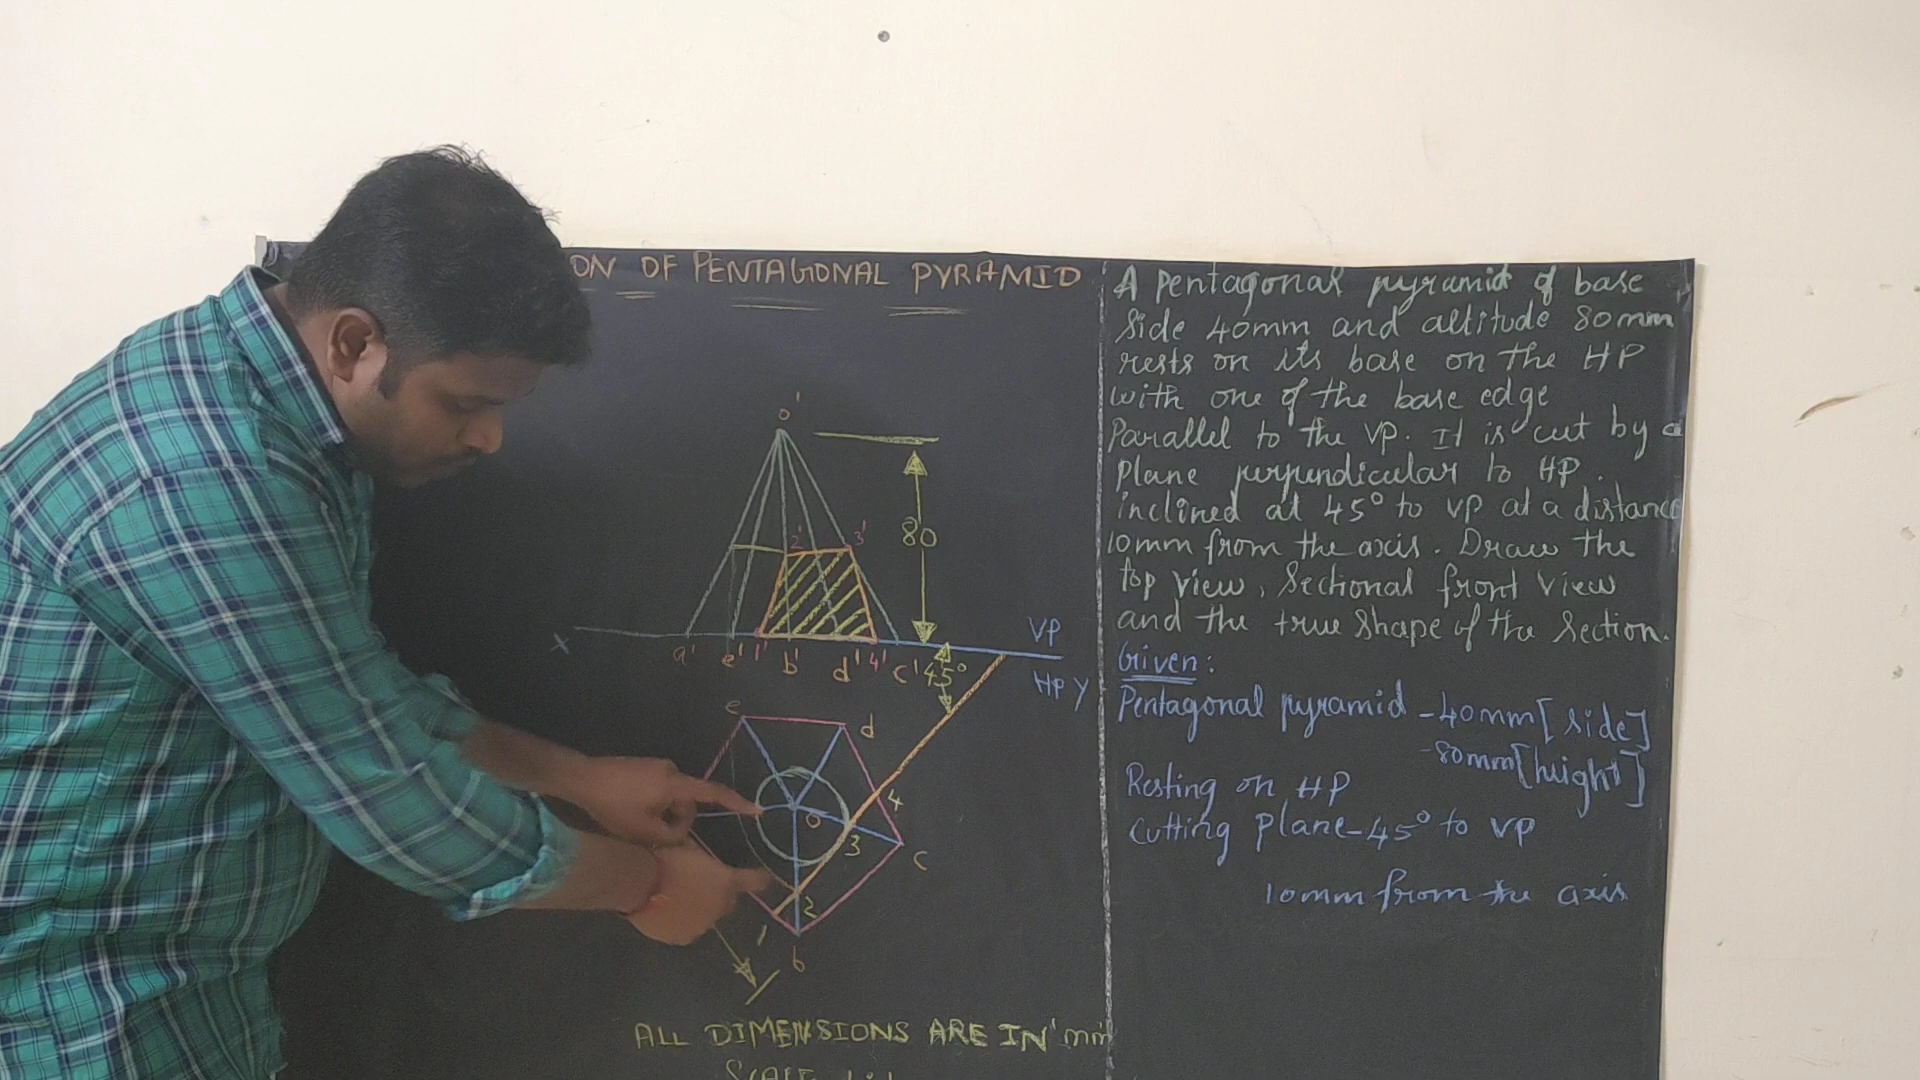 ON OF PENTAGONAL PYRAMID
o'
80
2' 3'
X
VP
a' e' 1' b' d' 4' c' 45°
HP Y
e d
4
o
3
c
2
b
ALL DIMENSIONS ARE IN 'mm'
A pentagonal pyramid of base
side 40mm and altitude 80mm
rests on its base on the HP
with one of the base edge
parallel to the VP. It is cut by a
plane perpendicular to HP.
inclined at 45° to VP at a distance
10mm from the axis. Draw the
top view, Sectional front view
and the true shape of the section.
Given:
Pentagonal pyramid - 40mm [side]
- 80mm [height]
Resting on HP
Cutting plane - 45° to VP
10mm from the axis